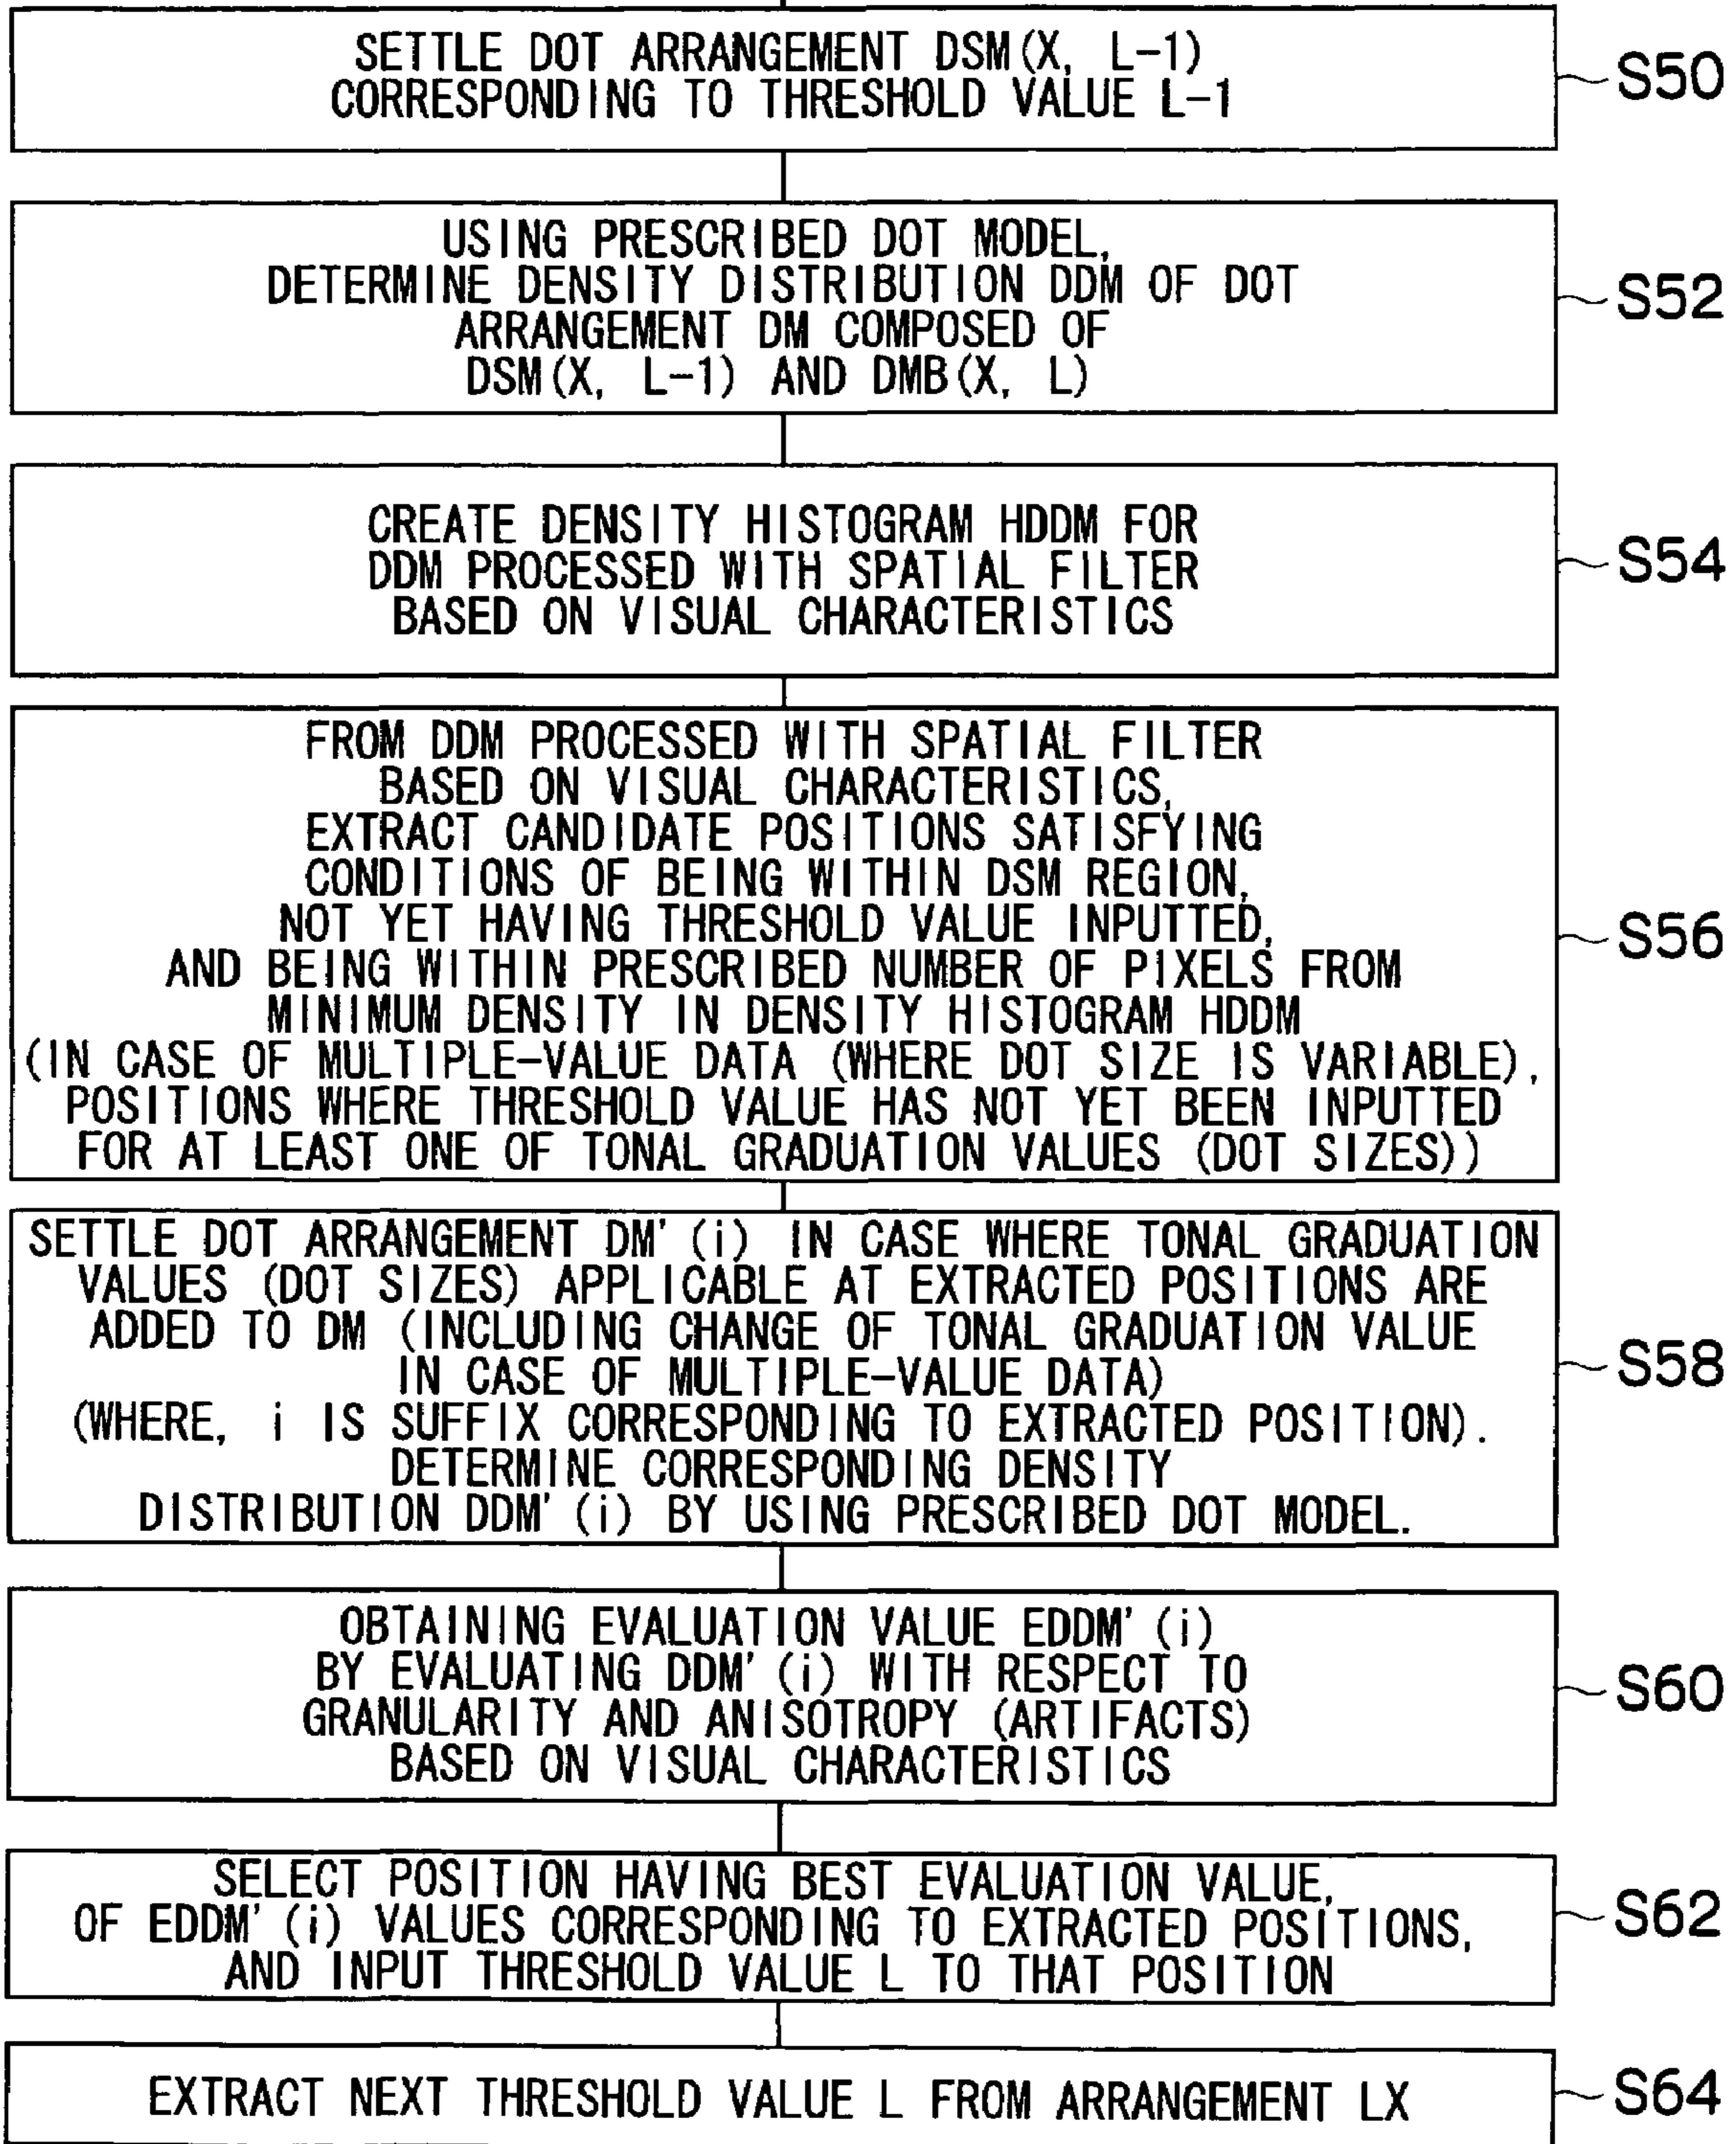 SETTLE DOT ARRANGEMENT DSM(X, L-1)
CORRESPONDING TO THRESHOLD VALUE L-1
S50
USING PRESCRIBED DOT MODEL,
DETERMINE DENSITY DISTRIBUTION DDM OF DOT
ARRANGEMENT DM COMPOSED OF
DSM(X, L-1) AND DMB(X, L)
S52
CREATE DENSITY HISTOGRAM HDDM FOR
DDM PROCESSED WITH SPATIAL FILTER
BASED ON VISUAL CHARACTERISTICS
S54
FROM DDM PROCESSED WITH SPATIAL FILTER
BASED ON VISUAL CHARACTERISTICS,
EXTRACT CANDIDATE POSITIONS SATISFYING
CONDITIONS OF BEING WITHIN DSM REGION,
NOT YET HAVING THRESHOLD VALUE INPUTTED,
AND BEING WITHIN PRESCRIBED NUMBER OF PIXELS FROM
MINIMUM DENSITY IN DENSITY HISTOGRAM HDDM
(IN CASE OF MULTIPLE-VALUE DATA (WHERE DOT SIZE IS VARIABLE),
POSITIONS WHERE THRESHOLD VALUE HAS NOT YET BEEN INPUTTED
FOR AT LEAST ONE OF TONAL GRADUATION VALUES (DOT SIZES))
S56
SETTLE DOT ARRANGEMENT DM'(i) IN CASE WHERE TONAL GRADUATION
VALUES (DOT SIZES) APPLICABLE AT EXTRACTED POSITIONS ARE
ADDED TO DM (INCLUDING CHANGE OF TONAL GRADUATION VALUE
IN CASE OF MULTIPLE-VALUE DATA)
(WHERE, i IS SUFFIX CORRESPONDING TO EXTRACTED POSITION).
DETERMINE CORRESPONDING DENSITY
DISTRIBUTION DDM'(i) BY USING PRESCRIBED DOT MODEL.
S58
OBTAINING EVALUATION VALUE EDDM'(i)
BY EVALUATING DDM'(i) WITH RESPECT TO
GRANULARITY AND ANISOTROPY (ARTIFACTS)
BASED ON VISUAL CHARACTERISTICS
S60
SELECT POSITION HAVING BEST EVALUATION VALUE,
OF EDDM'(i) VALUES CORRESPONDING TO EXTRACTED POSITIONS,
AND INPUT THRESHOLD VALUE L TO THAT POSITION
S62
EXTRACT NEXT THRESHOLD VALUE L FROM ARRANGEMENT LX
S64